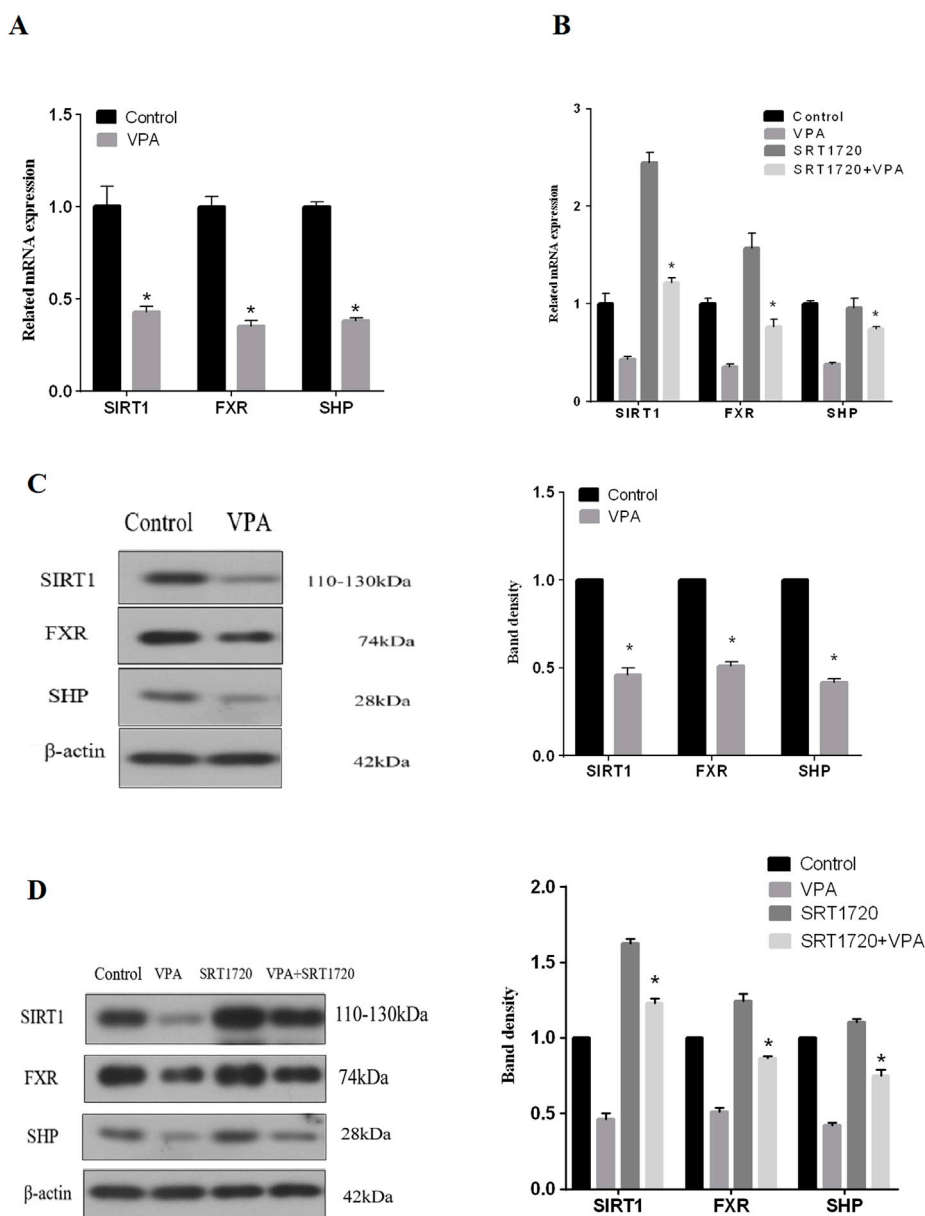 A
B
1.5
1.0
0.5
0.0
Related mRNA expression
Control
VPA
*
*
*
SIRT1 FXR SHP
3
2
1
0
Related mRNA expression
Control
VPA
SRT1720
SRT1720+VPA
*
*
*
SIRT1 FXR SHP
C
Control VPA
SIRT1 110-130kDa
FXR 74kDa
SHP 28kDa
β-actin 42kDa
1.5
1.0
0.5
0.0
Band density
Control
VPA
*
*
*
SIRT1 FXR SHP
D
Control VPA SRT1720 VPA+SRT1720
SIRT1 110-130kDa
FXR 74kDa
SHP 28kDa
β-actin 42kDa
2.0
1.5
1.0
0.5
0.0
Band density
Control
VPA
SRT1720
SRT1720+VPA
*
*
*
SIRT1 FXR SHP